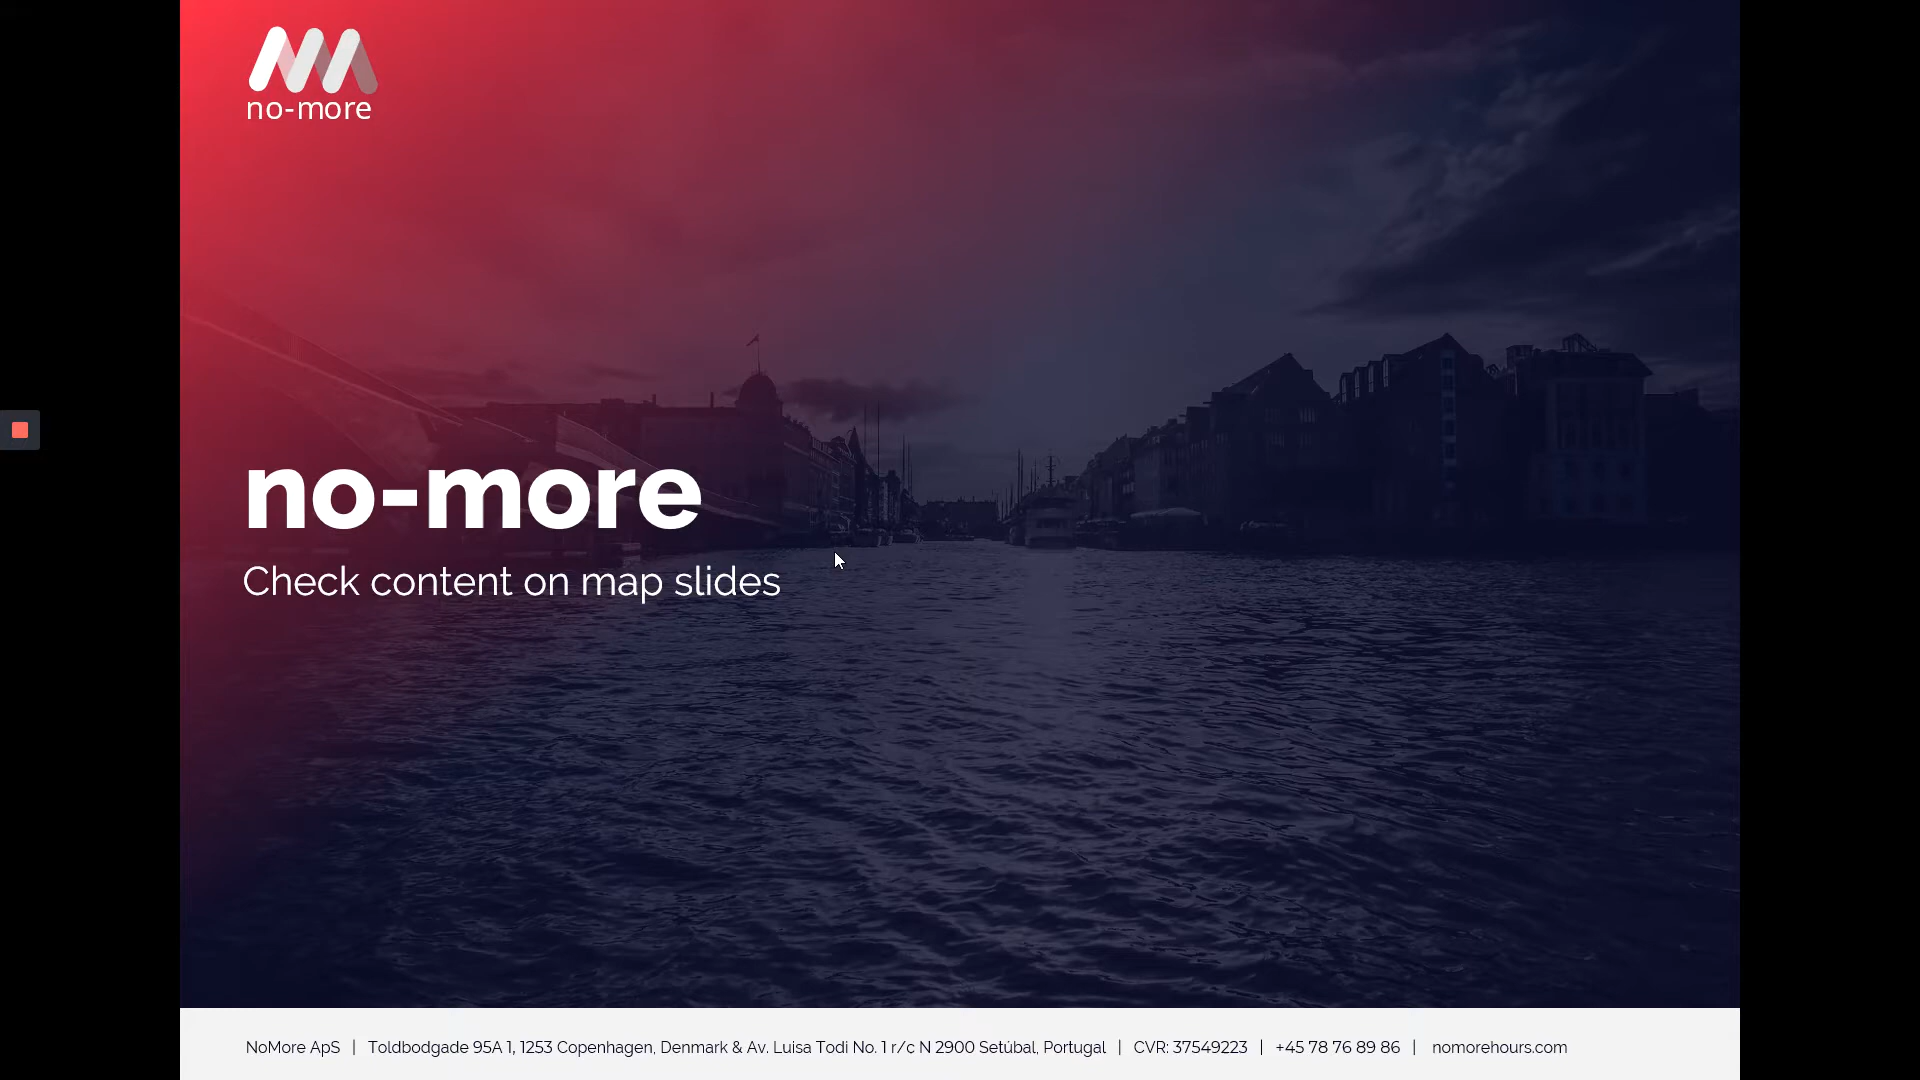 no-more
no-more
Check content on map slides
NoMore ApS | Toldbodgade 95A 1, 1253 Copenhagen, Denmark & Av. Luisa Todi No. 1 r/c N 2900 Setúbal, Portugal | CVR: 37549223 | +45 78 76 89 86 | nomorehours.com